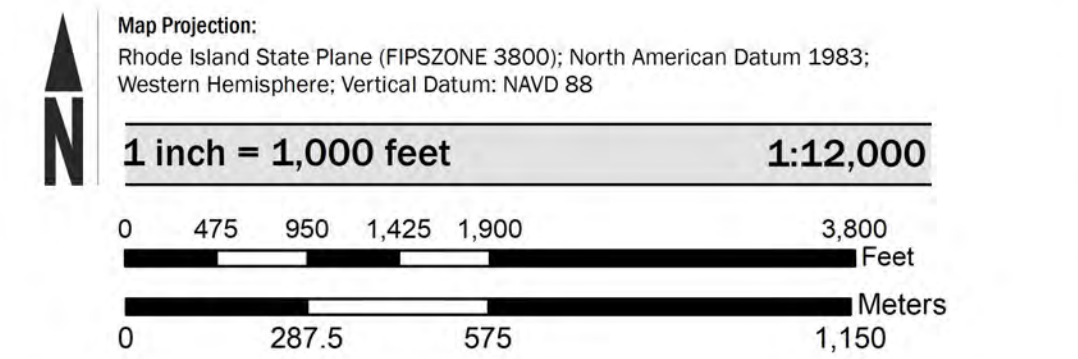 Map Projection:
Rhode Island State Plane (FIPSZONE 3800); North American Datum 1983;
Western Hemisphere; Vertical Datum: NAVD 88
N
1 inch = 1,000 feet 1:12,000
0 475 950 1,425 1,900 3,800
Feet
Meters
0 287.5 575 1,150